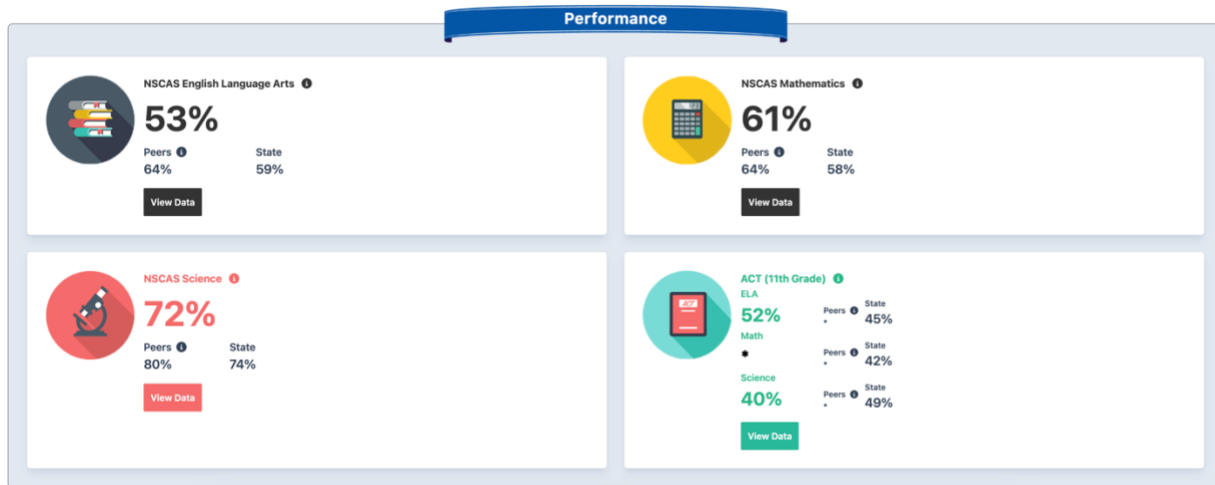 Performance
NSCAS English Language Arts
53%
Peers State
64% 59%
View Data
NSCAS Mathematics
61%
Peers State
64% 58%
View Data
NSCAS Science
72%
Peers State
80% 74%
View Data
ACT (11th Grade)
ELA
52% Peers * State 45%
Math
* Peers * State 42%
Science
40% Peers * State 49%
View Data